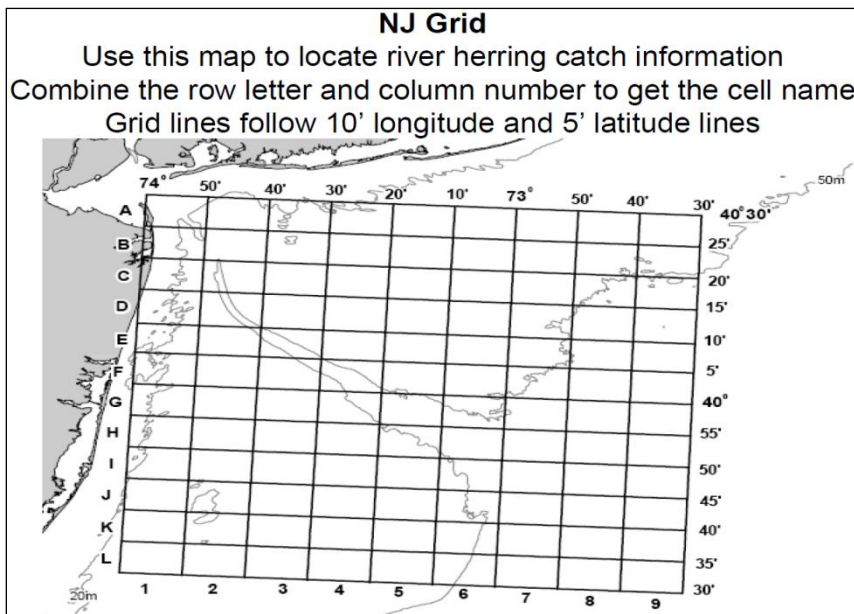 NJ Grid
Use this map to locate river herring catch information
Combine the row letter and column number to get the cell name
Grid lines follow 10' longitude and 5' latitude lines
50m
74° 50' 40' 30' 20' 10' 73° 50' 40' 30' 40°30'
A
25'
B
20'
C
15'
D
10'
E
5'
F
40°
G
55'
H
50'
I
45'
J
40'
K
35'
L
30'
20m
1 2 3 4 5 6 7 8 9